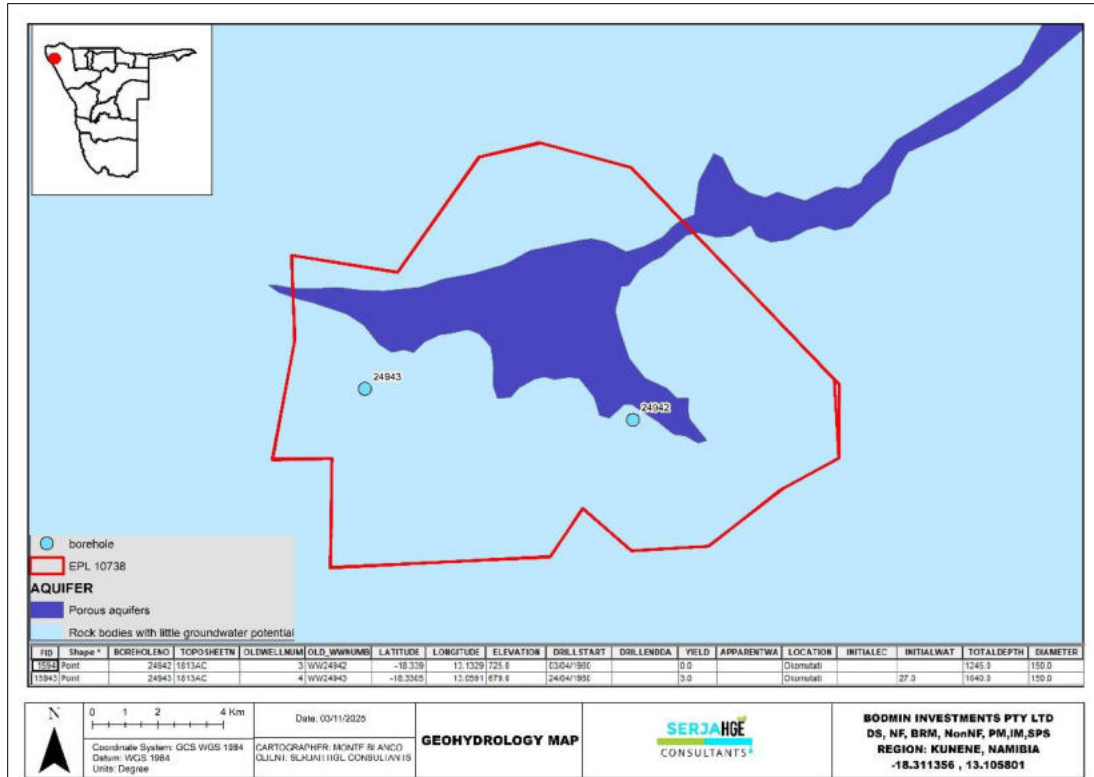 24943
24942
borehole
EPL 10738
AQUIFER
Porous aquifers
Rock bodies with little groundwater potential
FID Shape * BOREHOLENO TOPOSHEETN OLDWELLNUM OLD_WWNUMB LATITUDE LONGITUDE ELEVATION DRILLSTART DRILLENDDA YIELD APPARENTWA LOCATION INITIALEC INITIALWAT TOTALDEPTH DIAMETER
Point 24942 1813AC 3 WW24942 -18.339 13.1329 725.0 03/04/1980 0.0 Okomutati 1245.0 150.0
15943 Point 24943 1813AC 4 WW24943 -18.3305 13.0591 679.0 24/04/1980 3.0 Okomutati 27.0 1040.0 150.0
N
0 1 2 4 Km
Coordinate System: GCS WGS 1984
Datum: WGS 1984
Units: Degree
Date: 03/11/2025
CARTOGRAPHER: MONTE BLANCO
CLIENT: SERJAH HGE CONSULTANTS
GEOHYDROLOGY MAP
SERJAHGE
CONSULTANTS
BODMIN INVESTMENTS PTY LTD
DS, NF, BRM, NonNF, PM,IM,SPS
REGION: KUNENE, NAMIBIA
-18.311356 , 13.105801